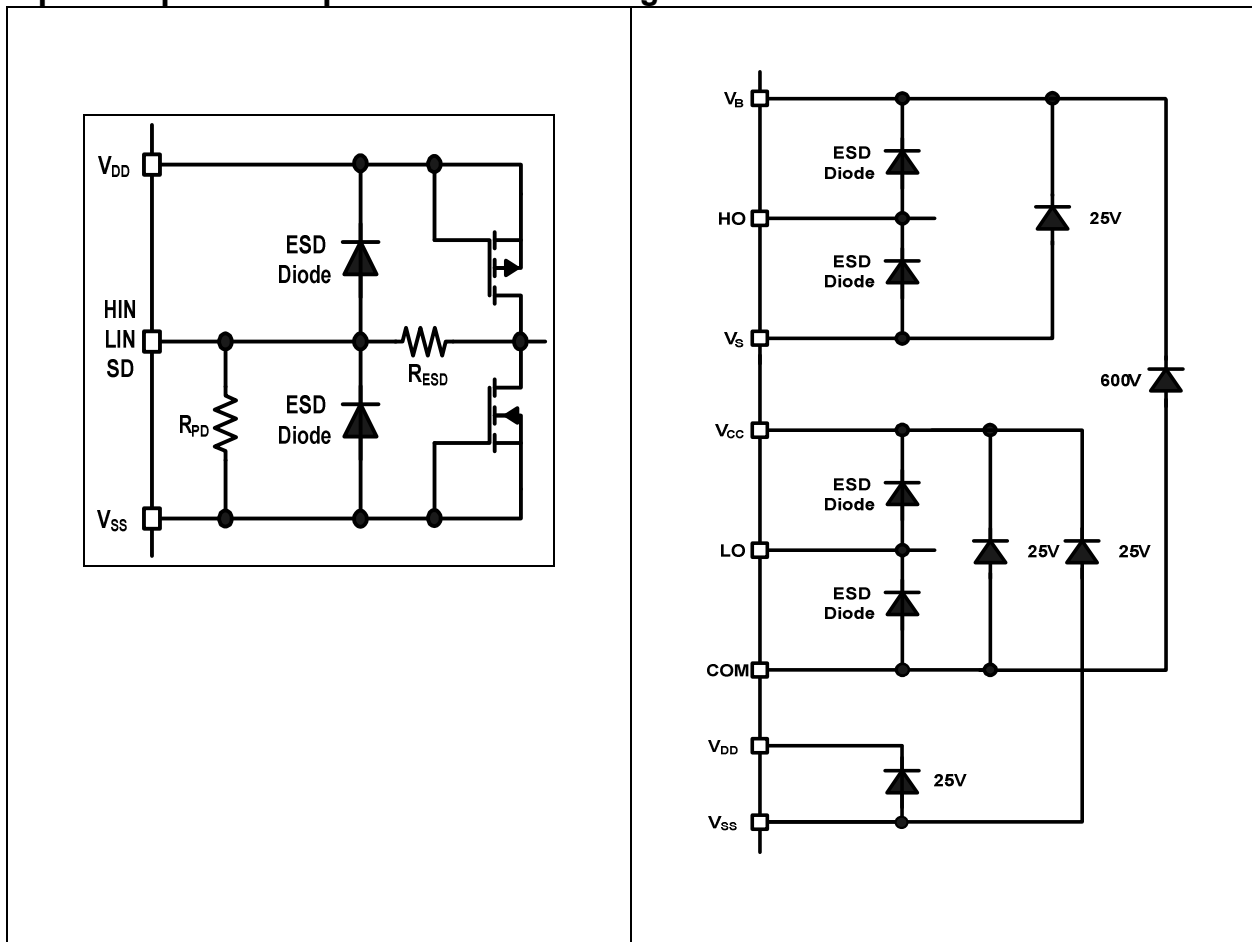 V_DD
ESD
Diode
HIN
LIN
SD
R_ESD
R_PD
ESD
Diode
V_SS
V_B
ESD
Diode
HO
25V
ESD
Diode
V_S
600V
V_CC
ESD
Diode
LO
25V
25V
ESD
Diode
COM
V_DD
25V
V_SS